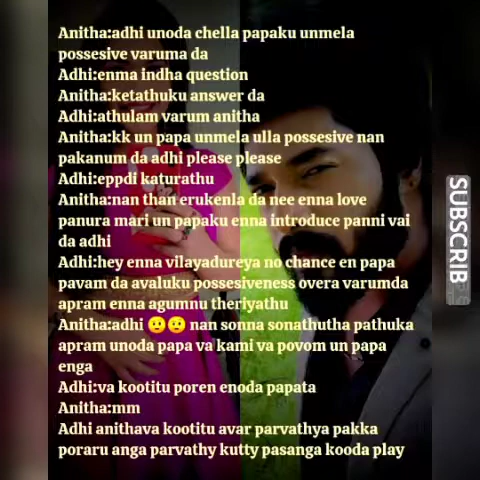 Anitha:adhi unoda chella papaku unmela
possesive varuma da
Adhi:enma indha question
Anitha:ketathuku answer da
Adhi:athulam varum anitha
Anitha:kk un papa unmela ulla possesive nan
pakanum da adhi please please
Adhi:eppdi katurathu
Anitha:nan than erukenla da nee enna love
panura mari un papaku enna introduce panni vai
da adhi
Adhi:hey enna vilayadureya no chance en papa
pavam da avaluku possesiveness overa varumda
apram enna agumnu theriyathu
Anitha:adhi 😲😲 nan sonna sonathutha pathuka
apram unoda papa va kami va povom un papa
enga
Adhi:va kootitu poren enoda papata
Anitha:mm
Adhi anithava kootitu avar parvathya pakka
poraru anga parvathy kutty pasanga kooda play
SUBSCRIB